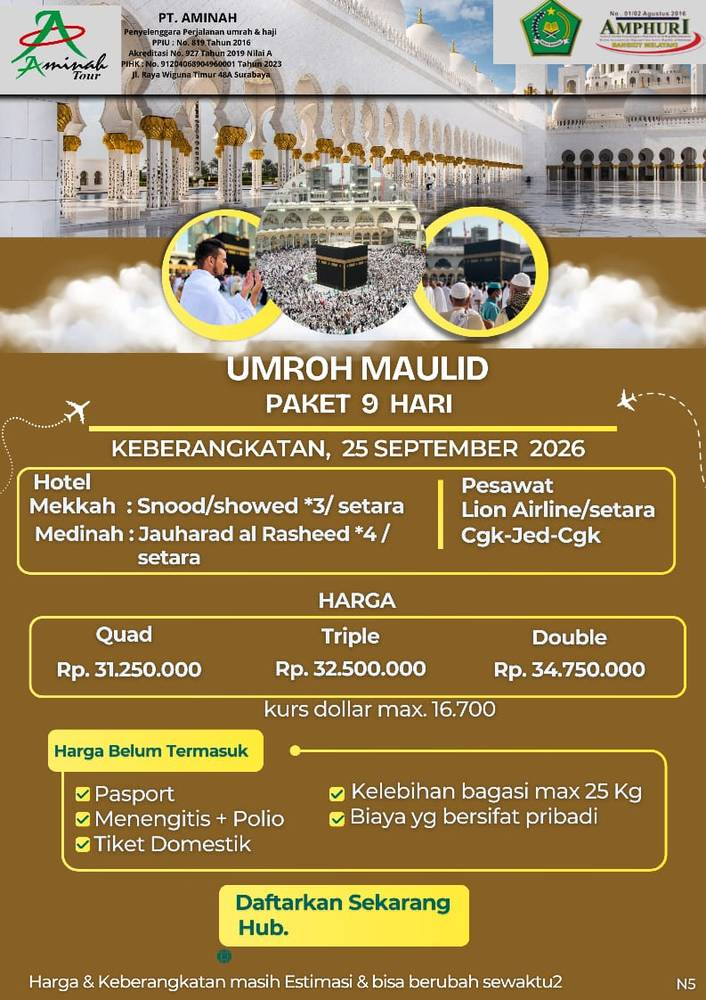 Aminah
Tour
PT. AMINAH
Penyelenggara Perjalanan umrah & haji
PPIU : No. 819 Tahun 2016
Akreditasi No. 927 Tahun 2019 Nilai A
PIHK : No. 91204068904960001 Tahun 2023
Jl. Raya Wiguna Timur 48A Surabaya
No : 01/02 Agustus 2016
AMPHURI
BANGKIT MELAYANI
UMROH MAULID
PAKET 9 HARI
KEBERANGKATAN, 25 SEPTEMBER 2026
Hotel
Mekkah : Snood/showed *3/ setara
Medinah : Jauharad al Rasheed *4 /
setara
Pesawat
Lion Airline/setara
Cgk-Jed-Cgk
HARGA
Quad
Rp. 31.250.000
Triple
Rp. 32.500.000
Double
Rp. 34.750.000
kurs dollar max. 16.700
Harga Belum Termasuk
Pasport
Menengitis + Polio
Tiket Domestik
Kelebihan bagasi max 25 Kg
Biaya yg bersifat pribadi
Daftarkan Sekarang
Hub.
Harga & Keberangkatan masih Estimasi & bisa berubah sewaktu2
N5